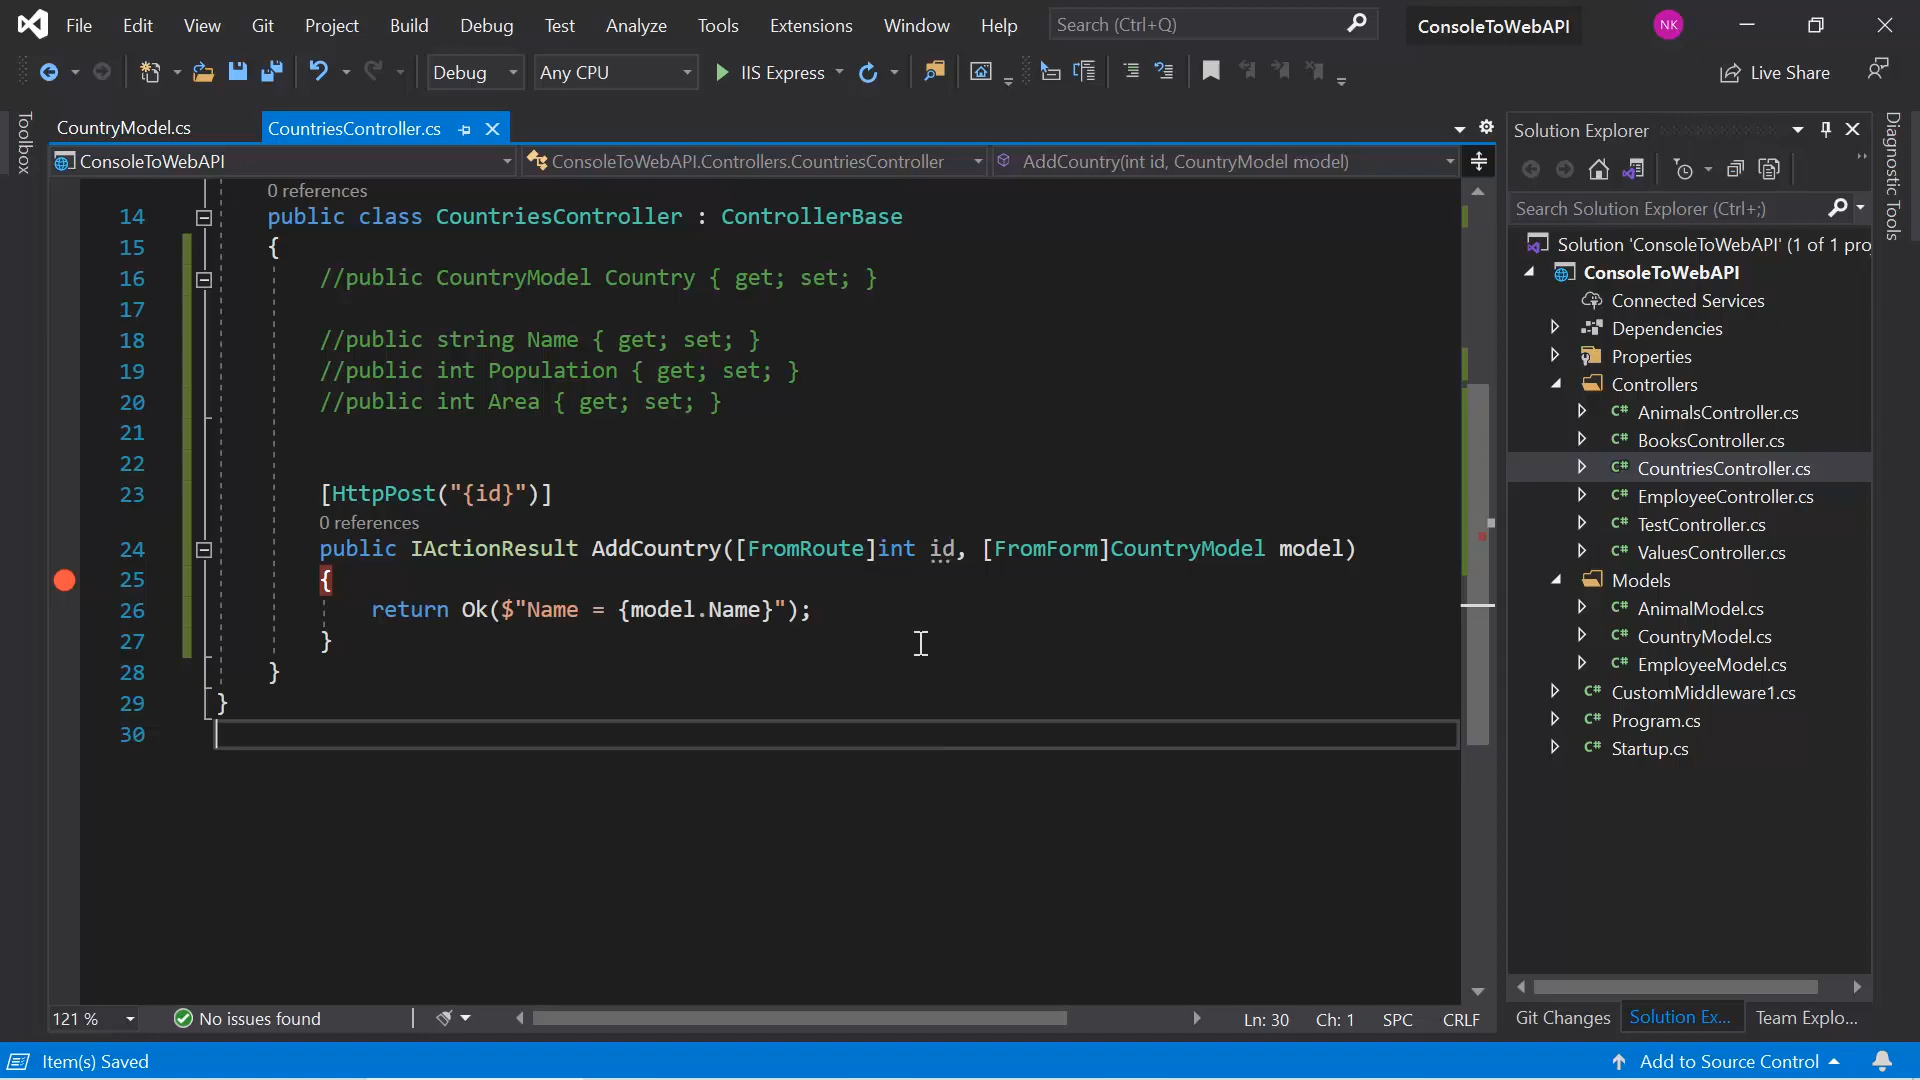 File Edit View Git Project Build Debug Test Analyze Tools Extensions Window Help Search (Ctrl+Q) ConsoleToWebAPI NK
Debug Any CPU IIS Express Live Share
Toolbox
CountryModel.cs CountriesController.cs
ConsoleToWebAPI ConsoleToWebAPI.Controllers.CountriesController AddCountry(int id, CountryModel model)
0 references
14 public class CountriesController : ControllerBase
15 {
16 //public CountryModel Country { get; set; }
17
18 //public string Name { get; set; }
19 //public int Population { get; set; }
20 //public int Area { get; set; }
21
22
23 [HttpPost("{id}")]
0 references
24 public IActionResult AddCountry([FromRoute]int id, [FromForm]CountryModel model)
25 {
26 return Ok($"Name = {model.Name}");
27 }
28 }
29 }
30
121 % No issues found Ln: 30 Ch: 1 SPC CRLF
Solution Explorer
Search Solution Explorer (Ctrl+;)
Solution 'ConsoleToWebAPI' (1 of 1 pro
ConsoleToWebAPI
Connected Services
Dependencies
Properties
Controllers
C# AnimalsController.cs
C# BooksController.cs
C# CountriesController.cs
C# EmployeeController.cs
C# TestController.cs
C# ValuesController.cs
Models
C# AnimalModel.cs
C# CountryModel.cs
C# EmployeeModel.cs
C# CustomMiddleware1.cs
C# Program.cs
C# Startup.cs
Git Changes Solution Ex... Team Explo...
Diagnostic Tools
Item(s) Saved Add to Source Control